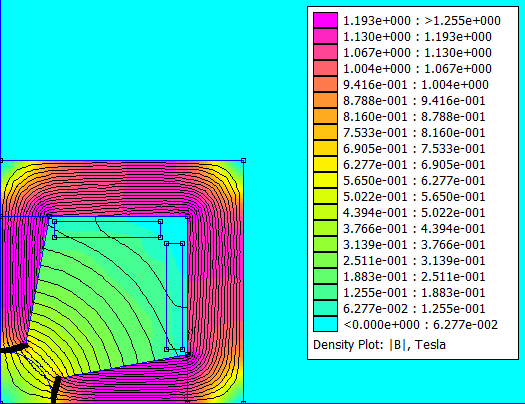 1.193e+000 : >1.255e+000
1.130e+000 : 1.193e+000
1.067e+000 : 1.130e+000
1.004e+000 : 1.067e+000
9.416e-001 : 1.004e+000
8.788e-001 : 9.416e-001
8.160e-001 : 8.788e-001
7.533e-001 : 8.160e-001
6.905e-001 : 7.533e-001
6.277e-001 : 6.905e-001
5.650e-001 : 6.277e-001
5.022e-001 : 5.650e-001
4.394e-001 : 5.022e-001
3.766e-001 : 4.394e-001
3.139e-001 : 3.766e-001
2.511e-001 : 3.139e-001
1.883e-001 : 2.511e-001
1.255e-001 : 1.883e-001
6.277e-002 : 1.255e-001
<0.000e+000 : 6.277e-002
Density Plot: |B|, Tesla